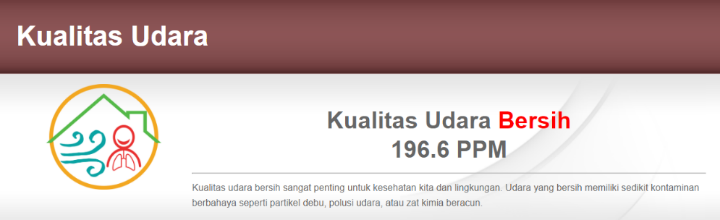 Kualitas Udara
Kualitas Udara Bersih
196.6 PPM
Kualitas udara bersih sangat penting untuk kesehatan kita dan lingkungan. Udara yang bersih memiliki sedikit kontaminan
berbahaya seperti partikel debu, polusi udara, atau zat kimia beracun.